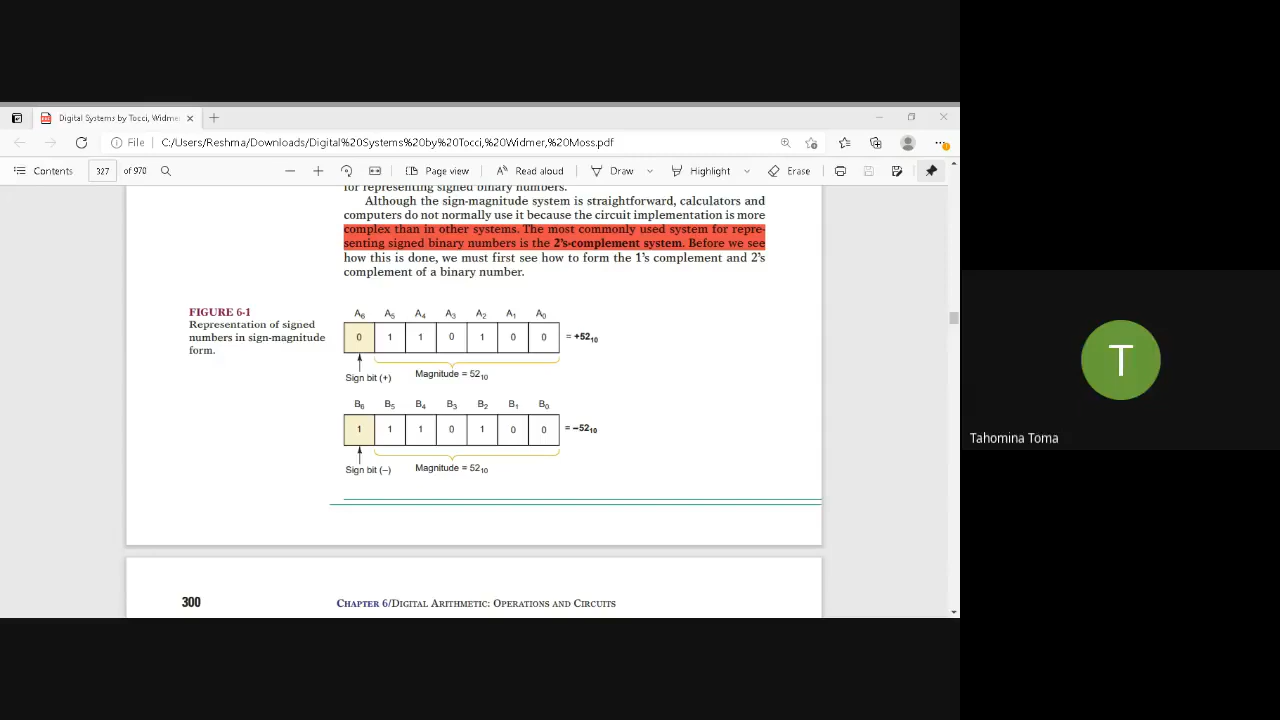 Digital Systems by Tocci, Widme
File
C:/Users/Reshma/Downloads/Digital%20Systems%20by%20Tocci,%20Widmer,%20Moss.pdf
Contents
327 of 970
Page view
Read aloud
Draw
Highlight
Erase
for representing signed binary numbers.
Although the sign-magnitude system is straightforward, calculators and
computers do not normally use it because the circuit implementation is more
complex than in other systems. The most commonly used system for repre-
senting signed binary numbers is the 2's-complement system. Before we see
how this is done, we must first see how to form the 1's complement and 2's
complement of a binary number.
FIGURE 6-1
Representation of signed
numbers in sign-magnitude
form.
A6 A5 A4 A3 A2 A1 A0
0 1 1 0 1 0 0 = +52₁₀
Sign bit (+) Magnitude = 52₁₀
B6 B5 B4 B3 B2 B1 B0
1 1 1 0 1 0 0 = –52₁₀
Sign bit (–) Magnitude = 52₁₀
300 CHAPTER 6/DIGITAL ARITHMETIC: OPERATIONS AND CIRCUITS
T
Tahomina Toma